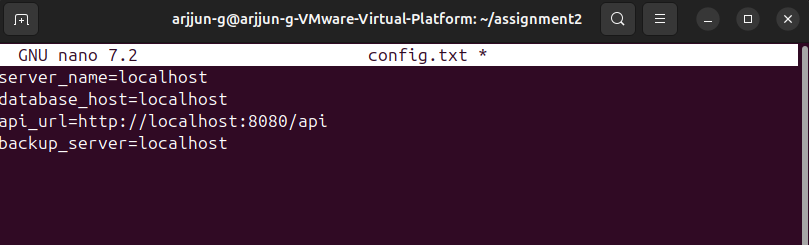 arjjun-g@arjjun-g-VMware-Virtual-Platform: ~/assignment2
GNU nano 7.2 config.txt *
server_name=localhost
database_host=localhost
api_url=http://localhost:8080/api
backup_server=localhost